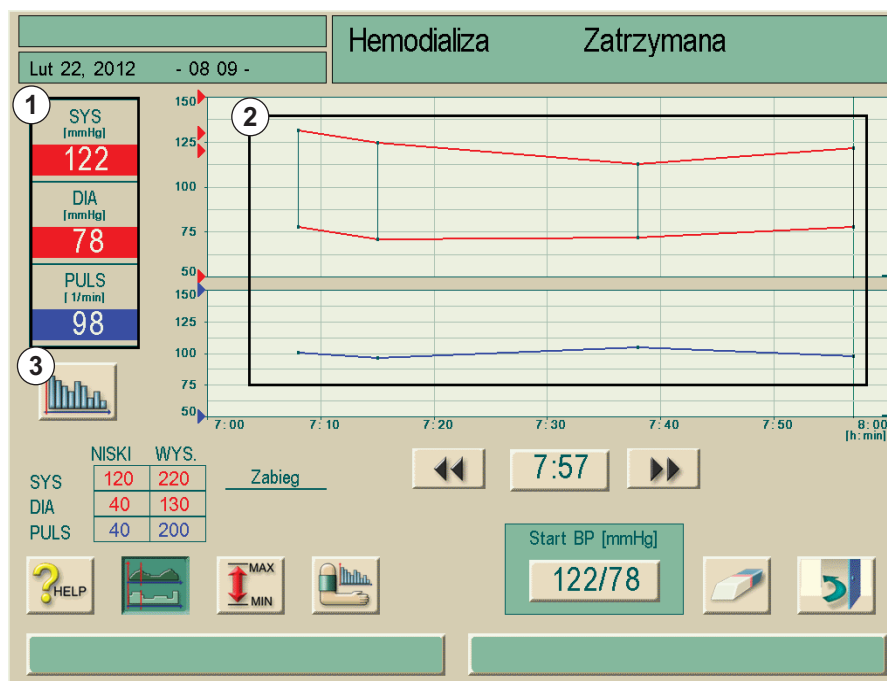 Hemodializa Zatrzymana
Lut 22, 2012 - 08 09 -
1
SYS
[mmHg]
122
DIA
[mmHg]
78
PULS
[ 1/min]
98
3
2
150
125
100
75
50
150
125
100
75
50
7:00 7:10 7:20 7:30 7:40 7:50 8:00
[h:min]
NISKI WYS.
SYS 120 220
DIA 40 130
PULS 40 200
Zabieg
7:57
Start BP [mmHg]
122/78
HELP
MAX
MIN